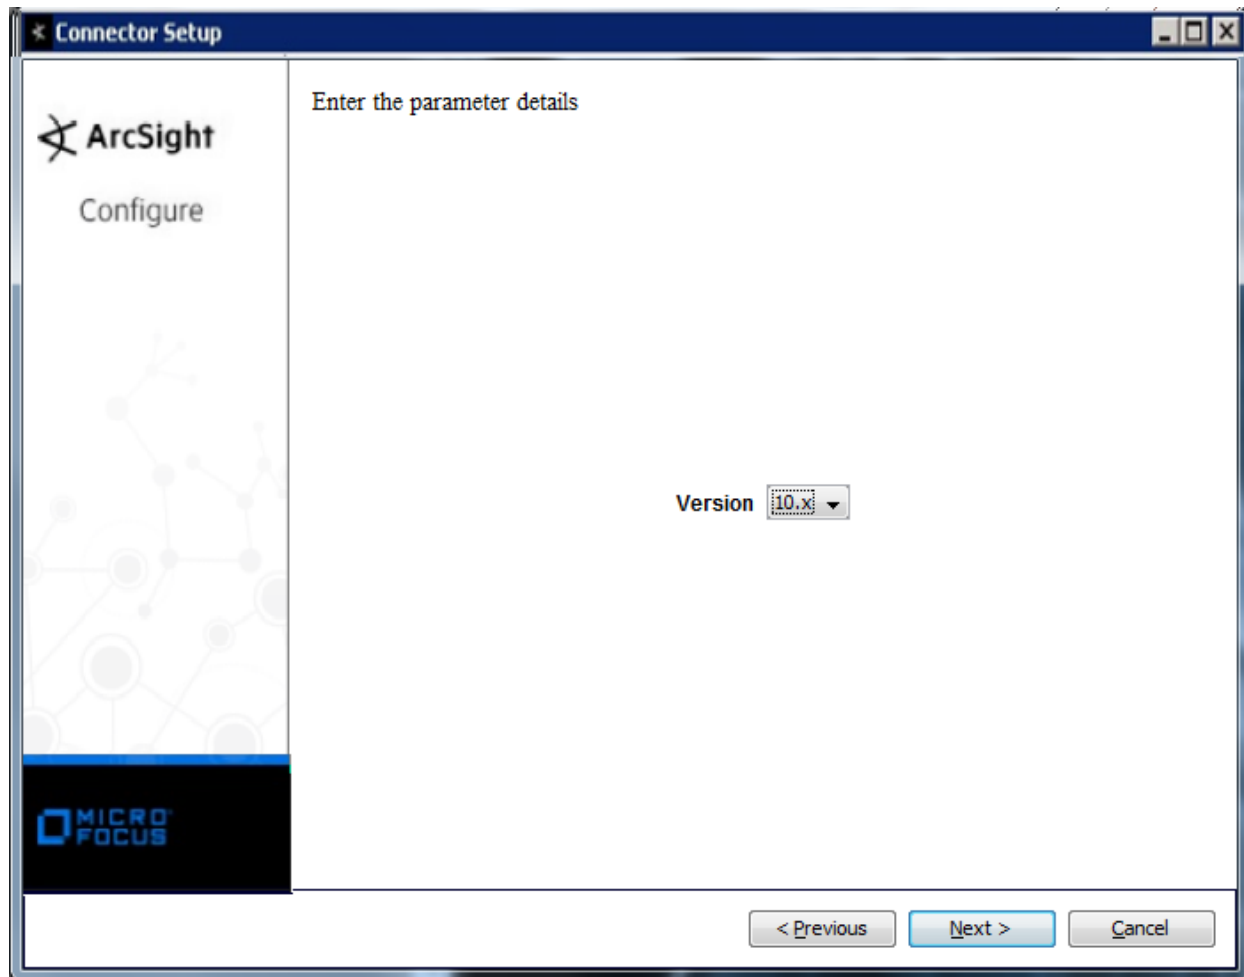 Connector Setup
ArcSight
Configure
Enter the parameter details
Version 10.x
MICRO
FOCUS
< Previous Next > Cancel